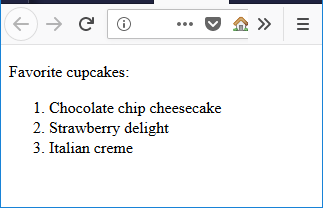 Favorite cupcakes:
1. Chocolate chip cheesecake
2. Strawberry delight
3. Italian creme